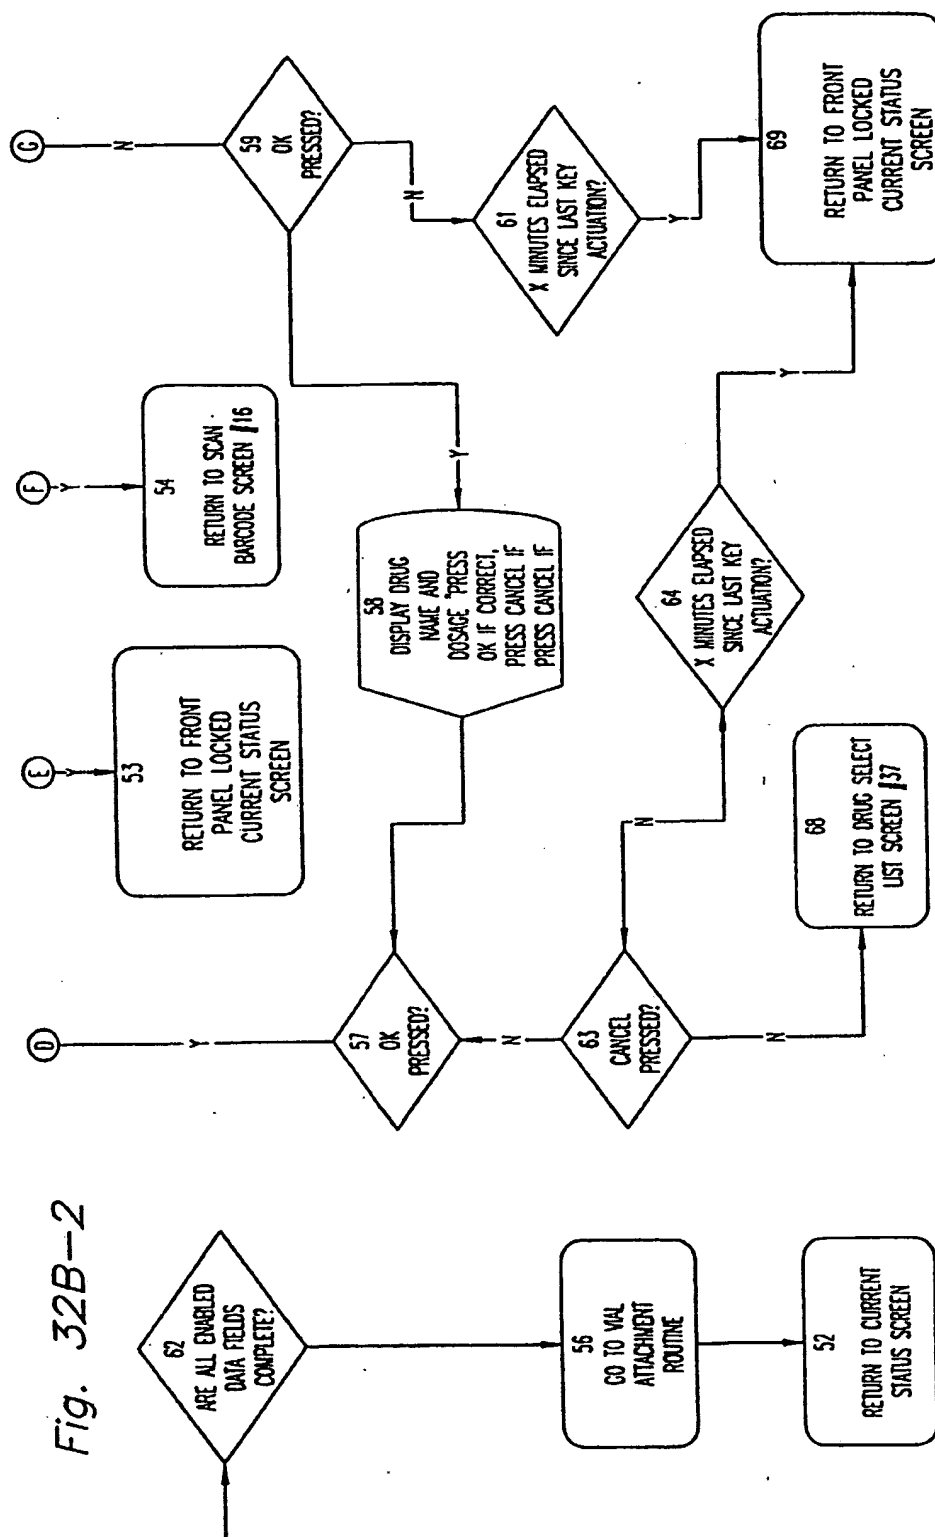 Fig. 32B-2
62
ARE ALL ENABLED
DATA FIELDS
COMPLETE?
56
GO TO VIAL
ATTACHMENT
ROUTINE
52
RETURN TO CURRENT
STATUS SCREEN
D
Y
57
OK
PRESSED?
N
63
CANCEL
PRESSED?
N
68
RETURN TO DRUG SELECT
LIST SCREEN /37
N
64
X MINUTES ELAPSED
SINCE LAST KEY
ACTUATION?
Y
E
Y
53
RETURN TO FRONT
PANEL LOCKED
CURRENT STATUS
SCREEN
F
Y
54
RETURN TO SCAN
BARCODE SCREEN /16
58
DISPLAY DRUG
NAME AND
DOSAGE "PRESS
OK IF CORRECT,
PRESS CANCEL IF
PRESS CANCEL IF
Y
G
N
59
OK
PRESSED?
N
61
X MINUTES ELAPSED
SINCE LAST KEY
ACTUATION?
Y
69
RETURN TO FRONT
PANEL LOCKED
CURRENT STATUS
SCREEN